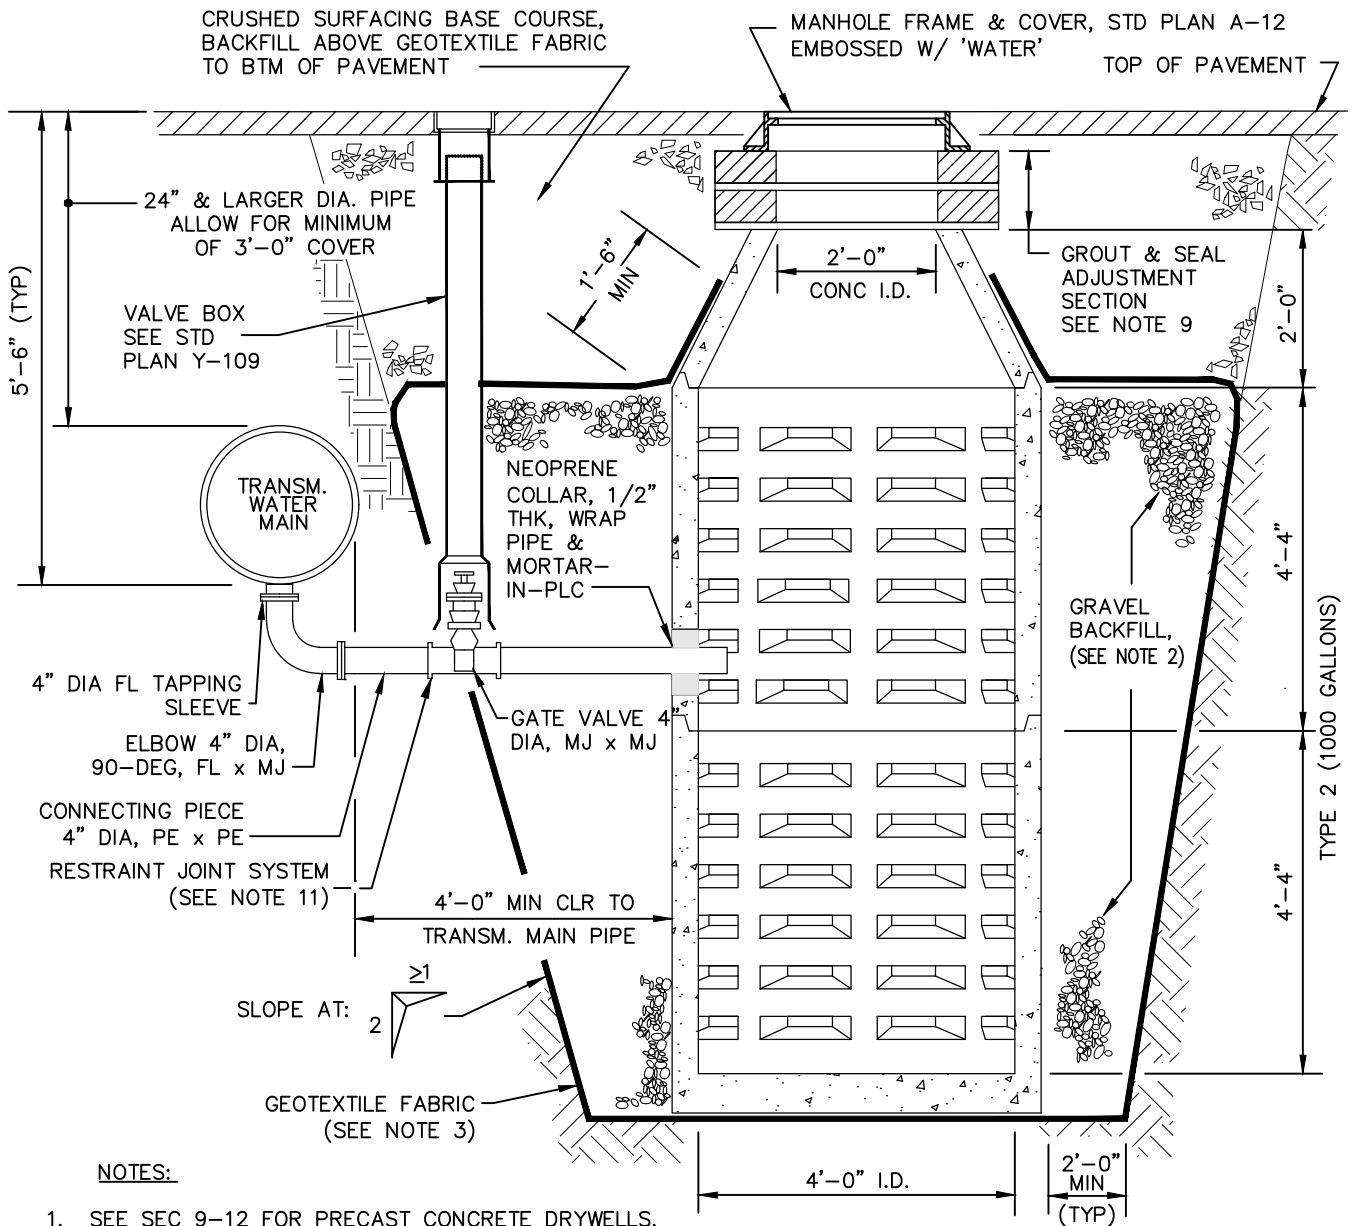 CRUSHED SURFACING BASE COURSE,
BACKFILL ABOVE GEOTEXTILE FABRIC
TO BTM OF PAVEMENT
MANHOLE FRAME & COVER, STD PLAN A-12
EMBOSSED W/ 'WATER'
TOP OF PAVEMENT
24" & LARGER DIA. PIPE
ALLOW FOR MINIMUM
OF 3'-0" COVER
5'-6" (TYP)
VALVE BOX
SEE STD
PLAN Y-109
1'-6"
MIN
2'-0"
CONC I.D.
GROUT & SEAL
ADJUSTMENT
SECTION
SEE NOTE 9
2'-0"
TRANSM.
WATER
MAIN
NEOPRENE
COLLAR, 1/2"
THK, WRAP
PIPE &
MORTAR-
IN-PLC
4'-4"
GRAVEL
BACKFILL,
(SEE NOTE 2)
TYPE 2 (1000 GALLONS)
4" DIA FL TAPPING
SLEEVE
ELBOW 4" DIA,
90-DEG, FL x MJ
GATE VALVE 4"
DIA, MJ x MJ
CONNECTING PIECE
4" DIA, PE x PE
RESTRAINT JOINT SYSTEM
(SEE NOTE 11)
4'-0" MIN CLR TO
TRANSM. MAIN PIPE
4'-4"
SLOPE AT:
≥1
2
GEOTEXTILE FABRIC
(SEE NOTE 3)
4'-0" I.D.
2'-0"
MIN
(TYP)
NOTES:
1. SEE SEC 9-12 FOR PRECAST CONCRETE DRYWELLS.